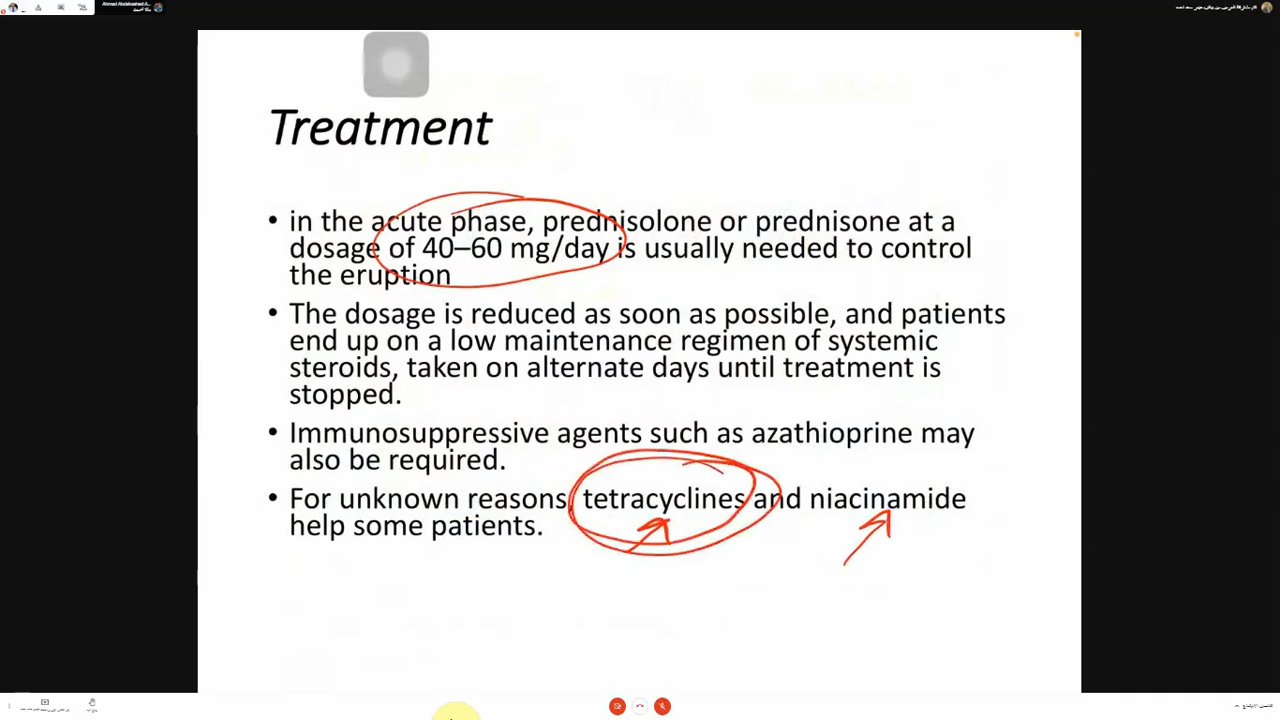 Ahmed Abdelwahed A...
Treatment
• in the acute phase, prednisolone or prednisone at a
dosage of 40–60 mg/day is usually needed to control
the eruption
• The dosage is reduced as soon as possible, and patients
end up on a low maintenance regimen of systemic
steroids, taken on alternate days until treatment is
stopped.
• Immunosuppressive agents such as azathioprine may
also be required.
• For unknown reasons, tetracyclines and niacinamide
help some patients.